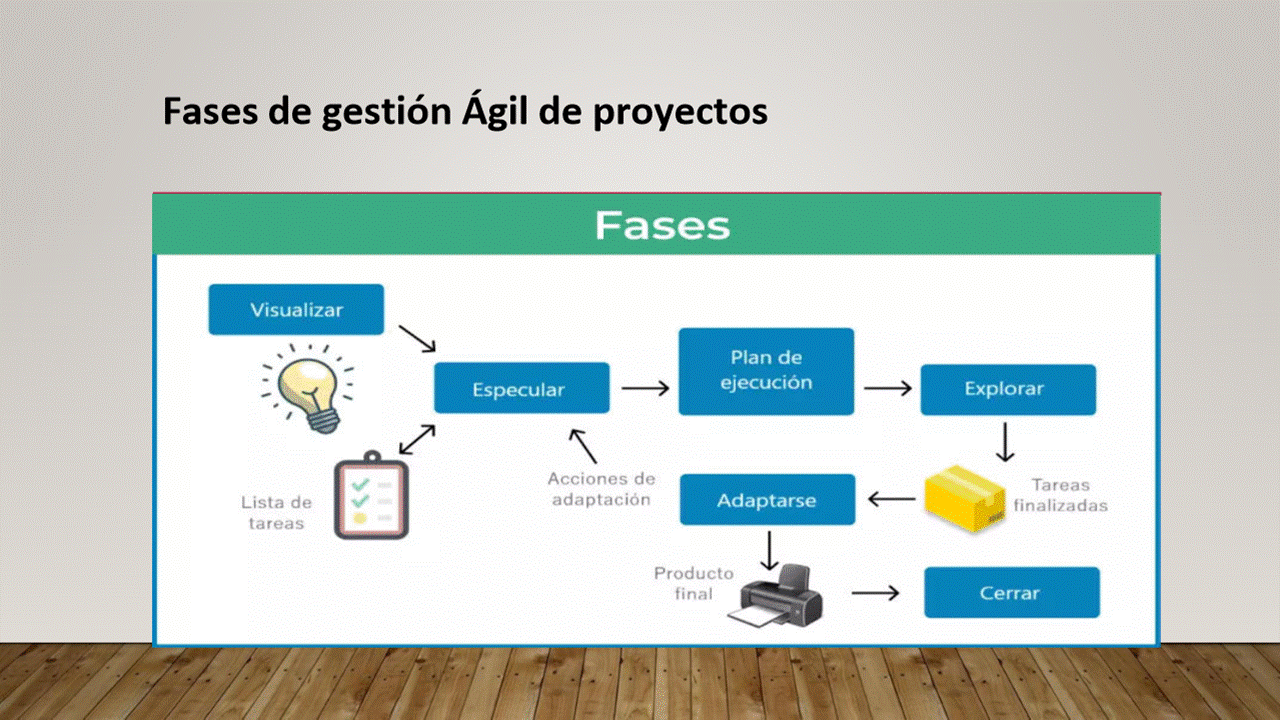 Fases de gestión Ágil de proyectos
Fases
Visualizar
Especular
Plan de
ejecución
Explorar
Lista de
tareas
Acciones de
adaptación
Adaptarse
Tareas
finalizadas
Producto
final
Cerrar